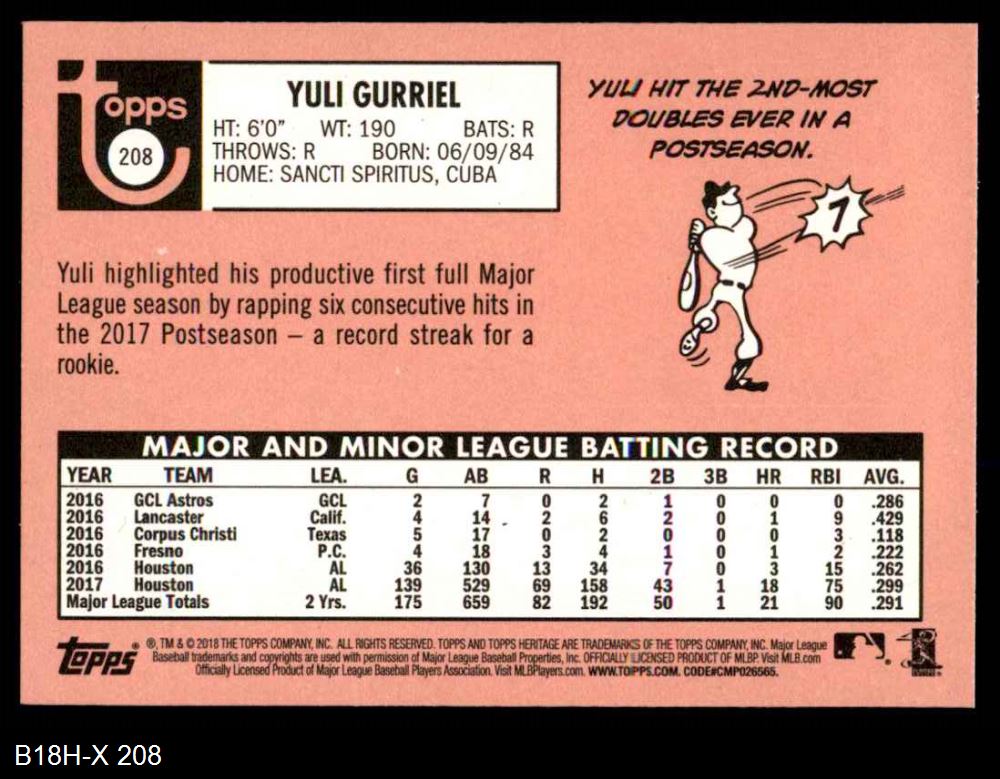 Topps
208
YULI GURRIEL
HT: 6'0" WT: 190 BATS: R
THROWS: R BORN: 06/09/84
HOME: SANCTI SPIRITUS, CUBA
YULI HIT THE 2ND-MOST
DOUBLES EVER IN A
POSTSEASON.
7
Yuli highlighted his productive first full Major
League season by rapping six consecutive hits in
the 2017 Postseason – a record streak for a
rookie.
MAJOR AND MINOR LEAGUE BATTING RECORD
YEAR TEAM LEA. G AB R H 2B 3B HR RBI AVG.
2016 GCL Astros GCL 2 7 0 2 1 0 0 0 .286
2016 Lancaster Calif. 4 14 2 6 2 0 1 9 .429
2016 Corpus Christi Texas 5 17 0 2 0 0 0 3 .118
2016 Fresno P.C. 4 18 3 4 1 0 1 2 .222
2016 Houston AL 36 130 13 34 7 0 3 15 .262
2017 Houston AL 139 529 69 158 43 1 18 75 .299
Major League Totals 2 Yrs. 175 659 82 192 50 1 21 90 .291
Topps ®, TM & © 2018 THE TOPPS COMPANY, INC. ALL RIGHTS RESERVED. TOPPS AND TOPPS HERITAGE ARE TRADEMARKS OF THE TOPPS COMPANY, INC. Major League
Baseball trademarks and copyrights are used with permission of Major League Baseball Properties, Inc. OFFICIALLY LICENSED PRODUCT OF MLBP. Visit MLB.com
Officially Licensed Product of Major League Baseball Players Association. Visit MLBPlayers.com. WWW.TOPPS.COM. CODE#CMP026565.
B18H-X 208